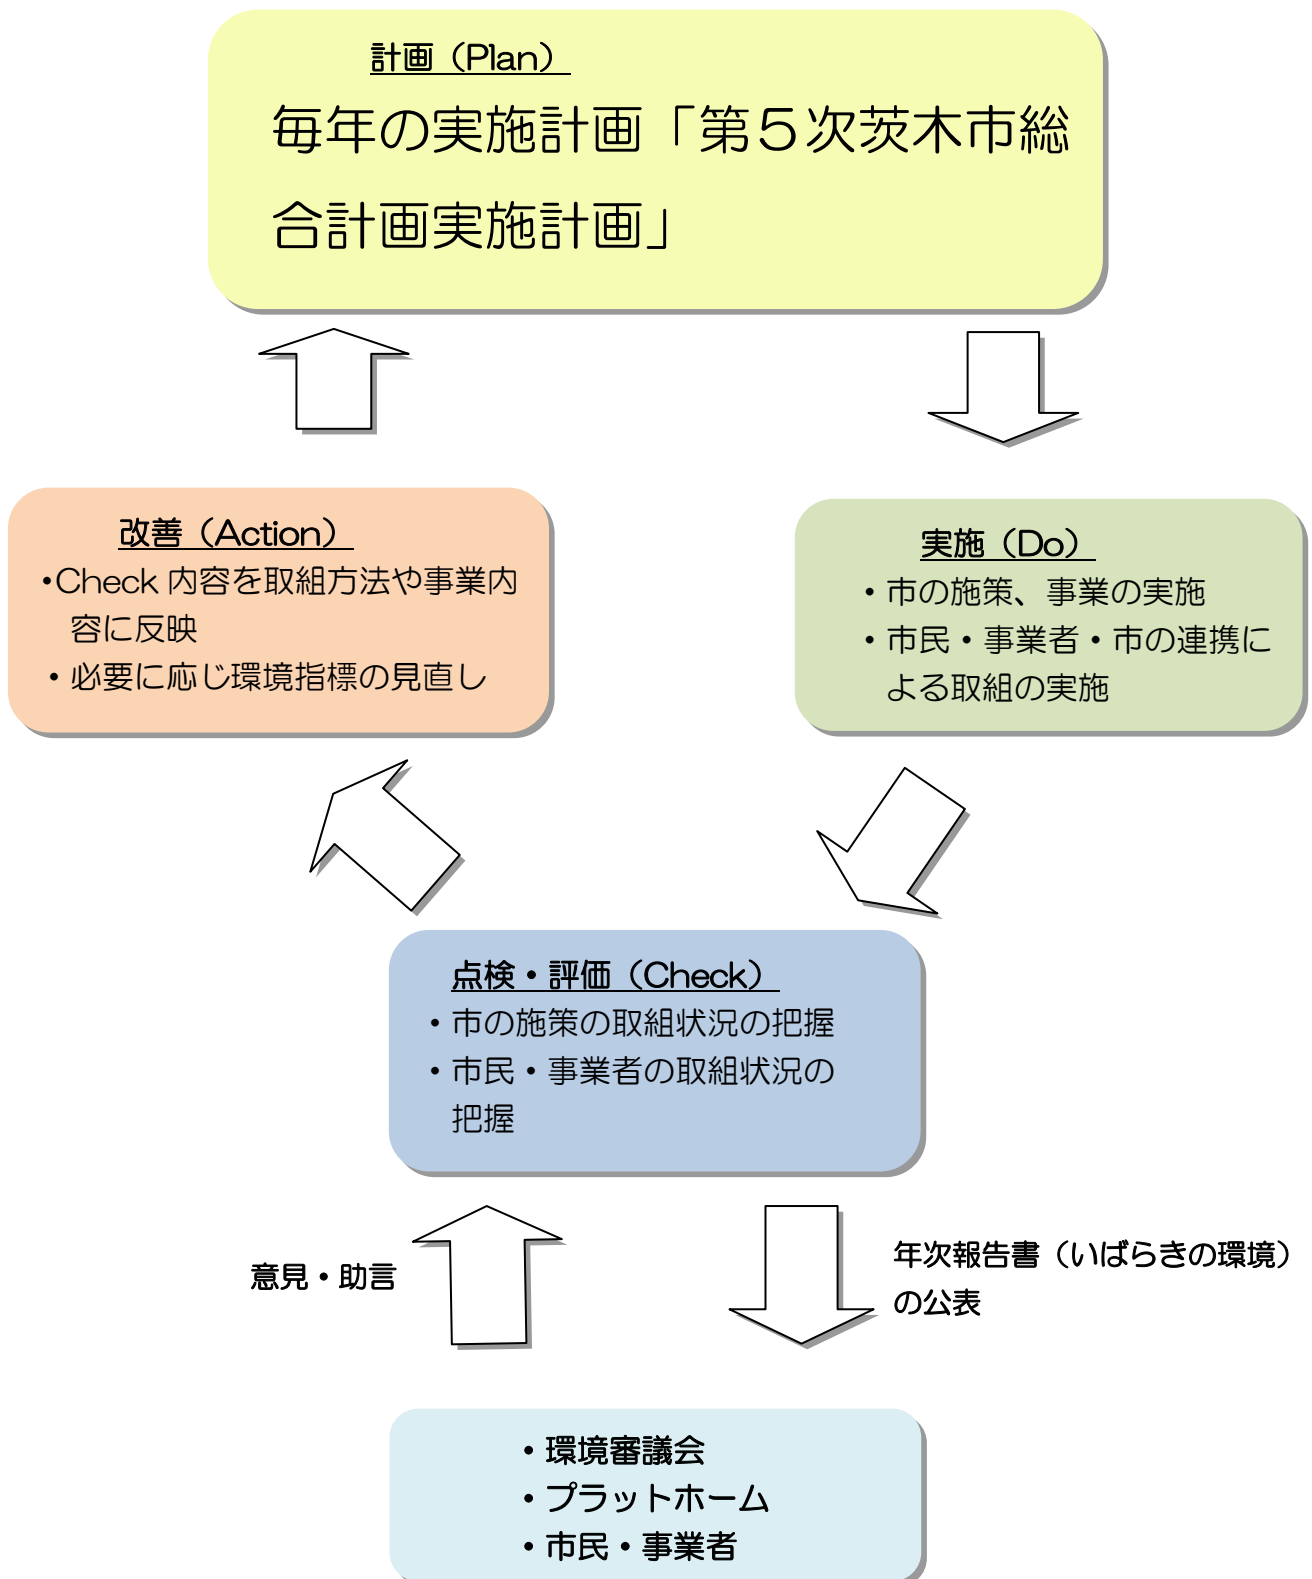 計画（Plan）
毎年の実施計画「第５次茨木市総
合計画実施計画」
改善（Action）
・Check 内容を取組方法や事業内
容に反映
・必要に応じ環境指標の見直し
実施（Do）
・市の施策、事業の実施
・市民・事業者・市の連携に
よる取組の実施
点検・評価（Check）
・市の施策の取組状況の把握
・市民・事業者の取組状況の
把握
意見・助言
年次報告書（いばらきの環境）
の公表
・環境審議会
・プラットホーム
・市民・事業者